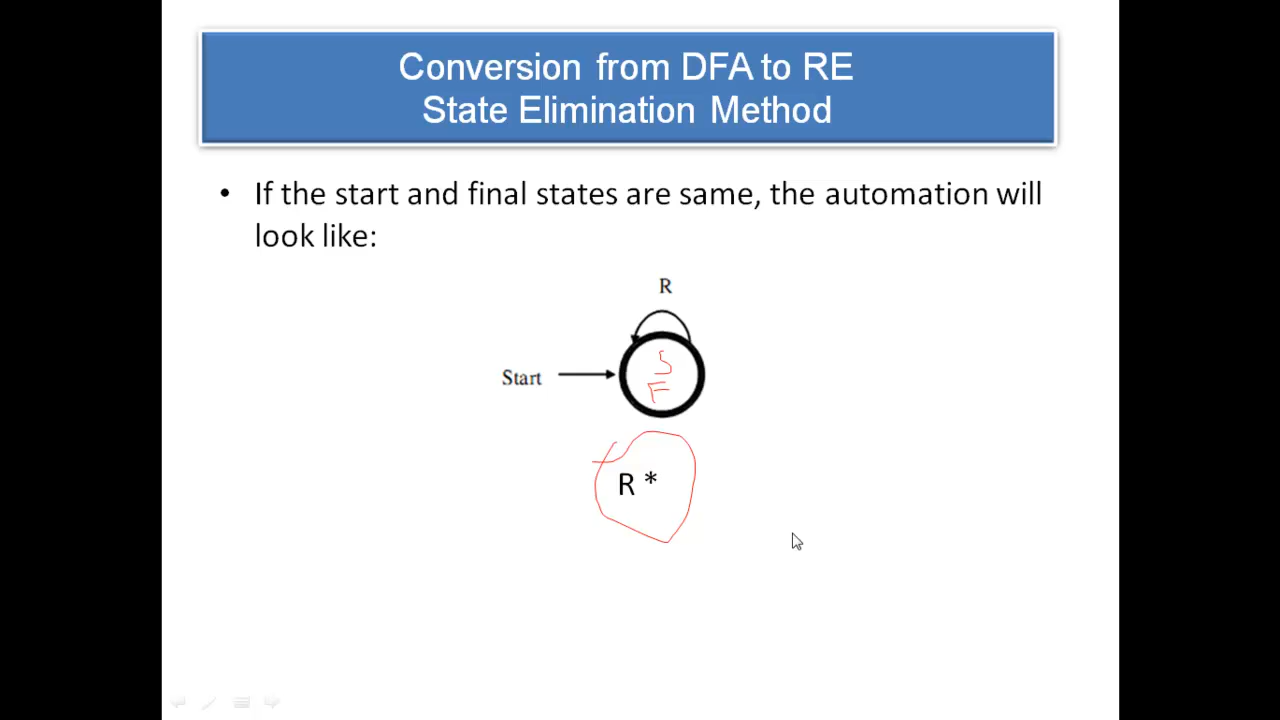 Conversion from DFA to RE
State Elimination Method
• If the start and final states are same, the automation will
look like:
R
Start
S
F
R *